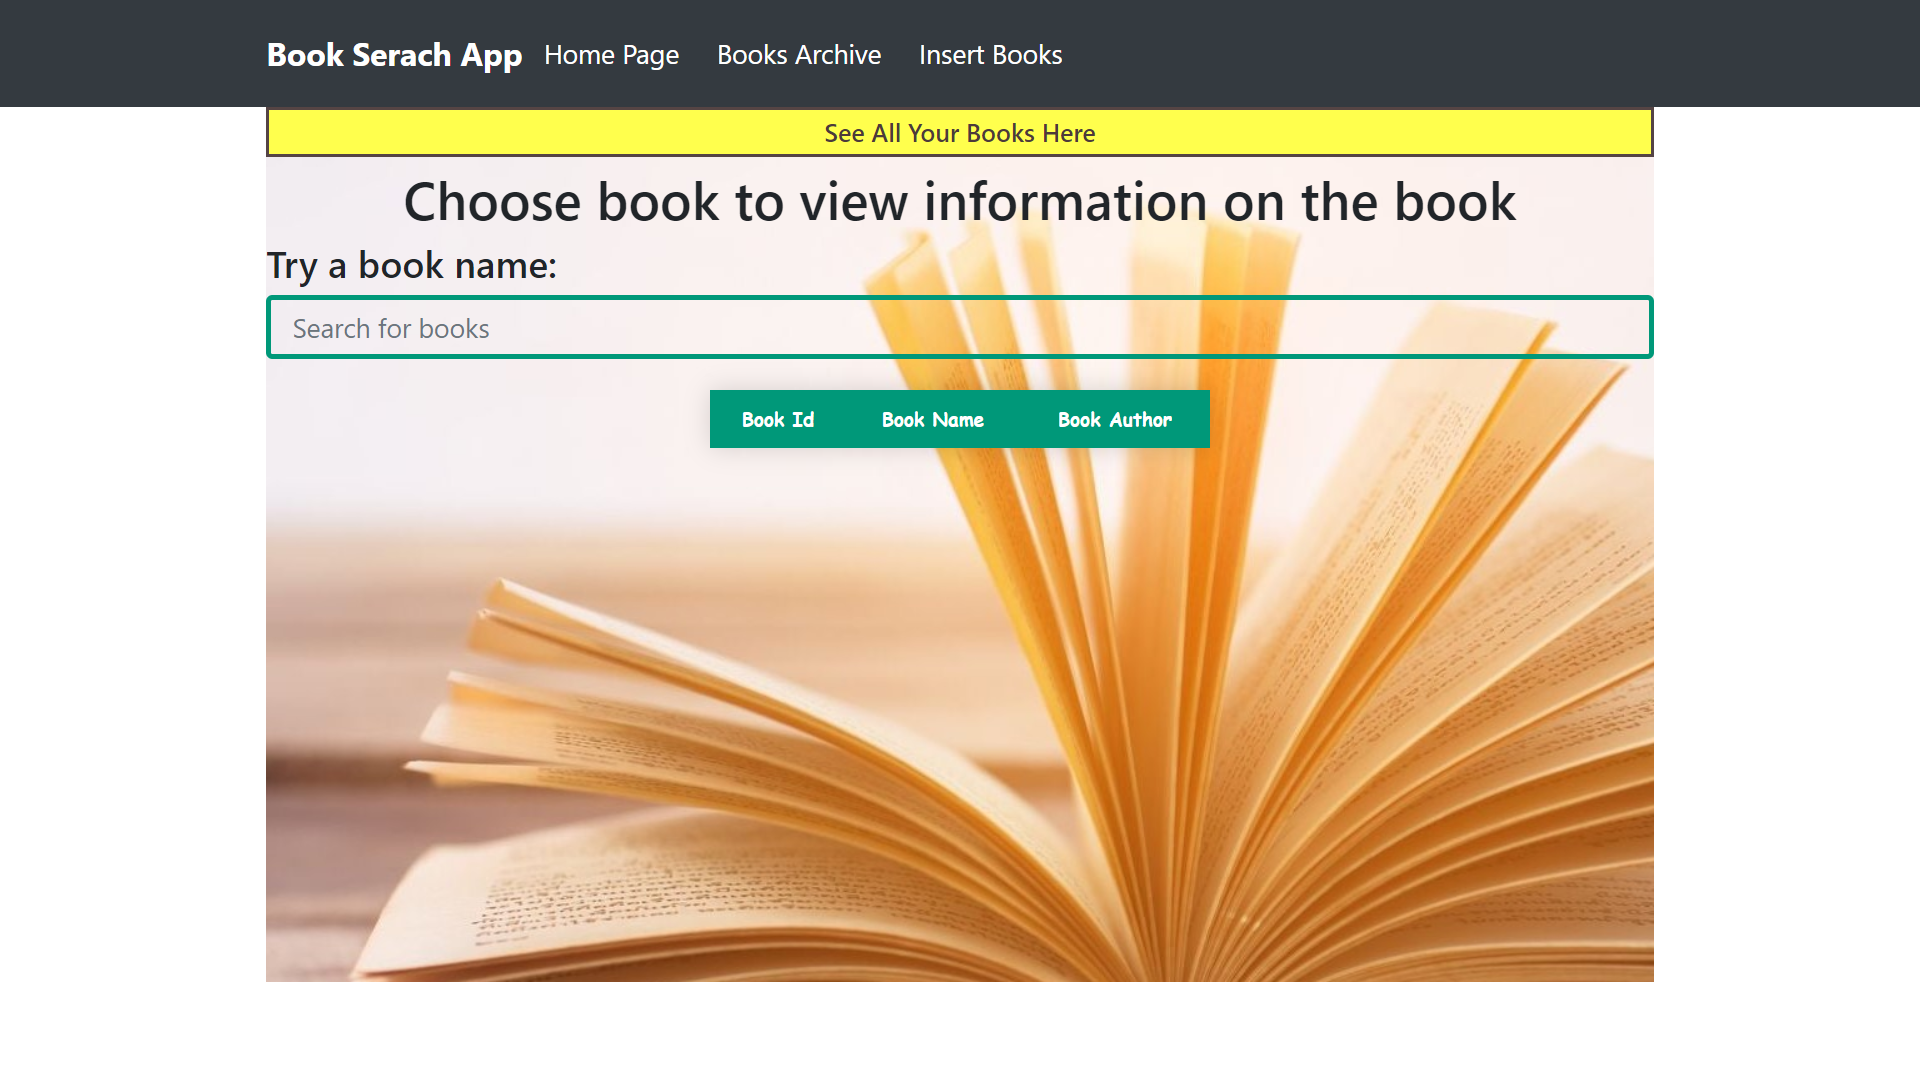 Book Serach App Home Page Books Archive Insert Books
See All Your Books Here
Choose book to view information on the book
Try a book name:
Search for books
Book Id Book Name Book Author